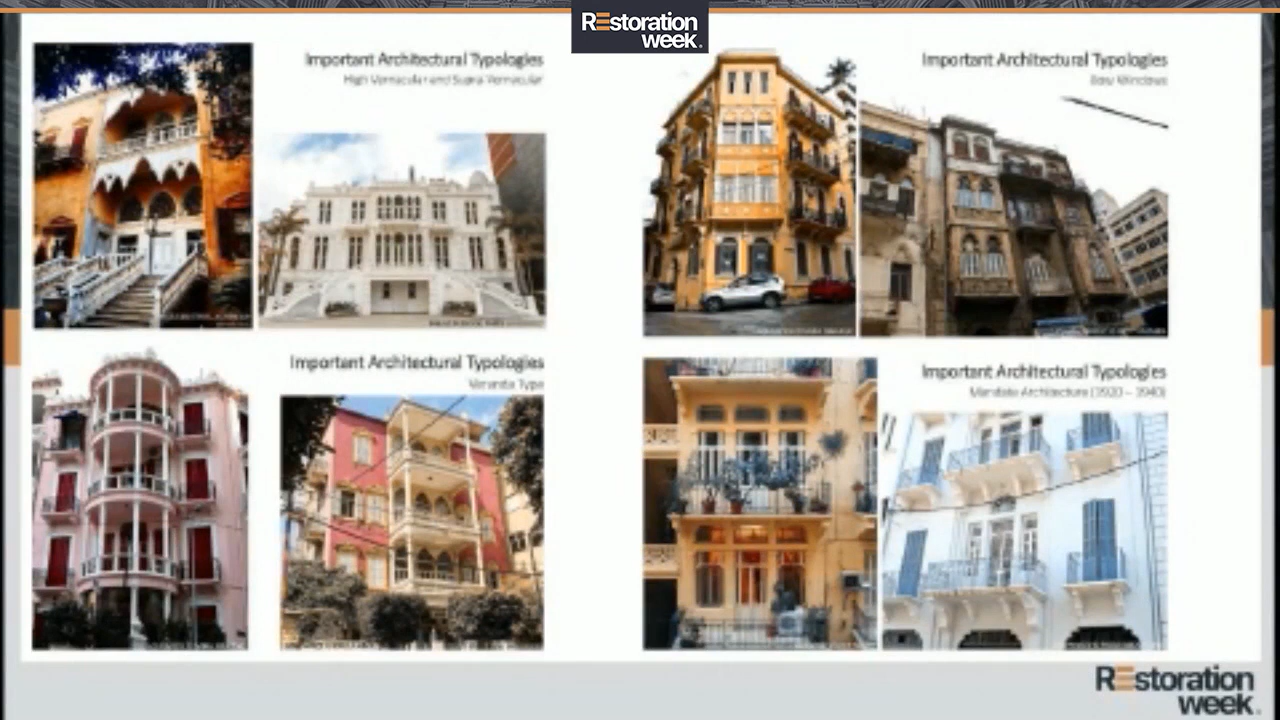 REstoration
week.
Important Architectural Typologies
High Vernacular and Supra Vernacular
Important Architectural Typologies
Bay Windows
Important Architectural Typologies
Veranda Type
Important Architectural Typologies
Mandate Architecture (1920 – 1940)
REstoration
week.